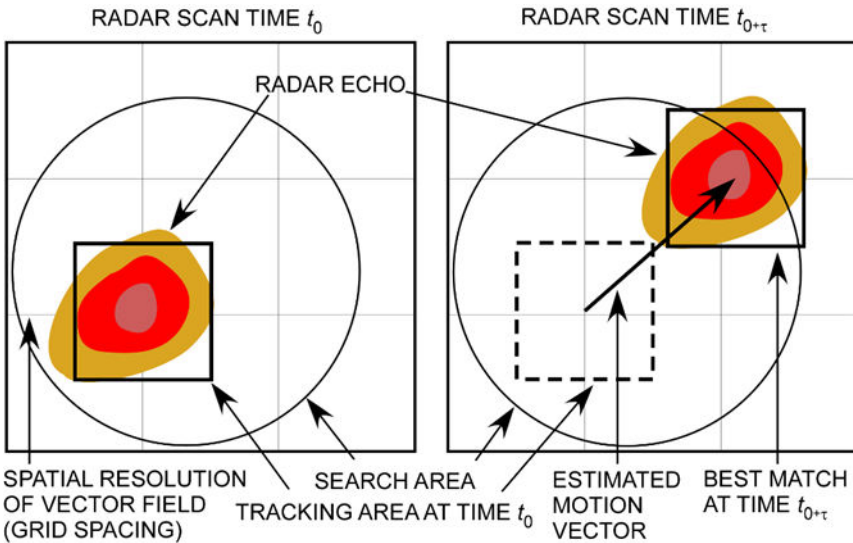 RADAR SCAN TIME t0
RADAR SCAN TIME t0+τ
RADAR ECHO
SPATIAL RESOLUTION
OF VECTOR FIELD
(GRID SPACING)
SEARCH AREA
TRACKING AREA AT TIME t0
ESTIMATED
MOTION
VECTOR
BEST MATCH
AT TIME t0+τ